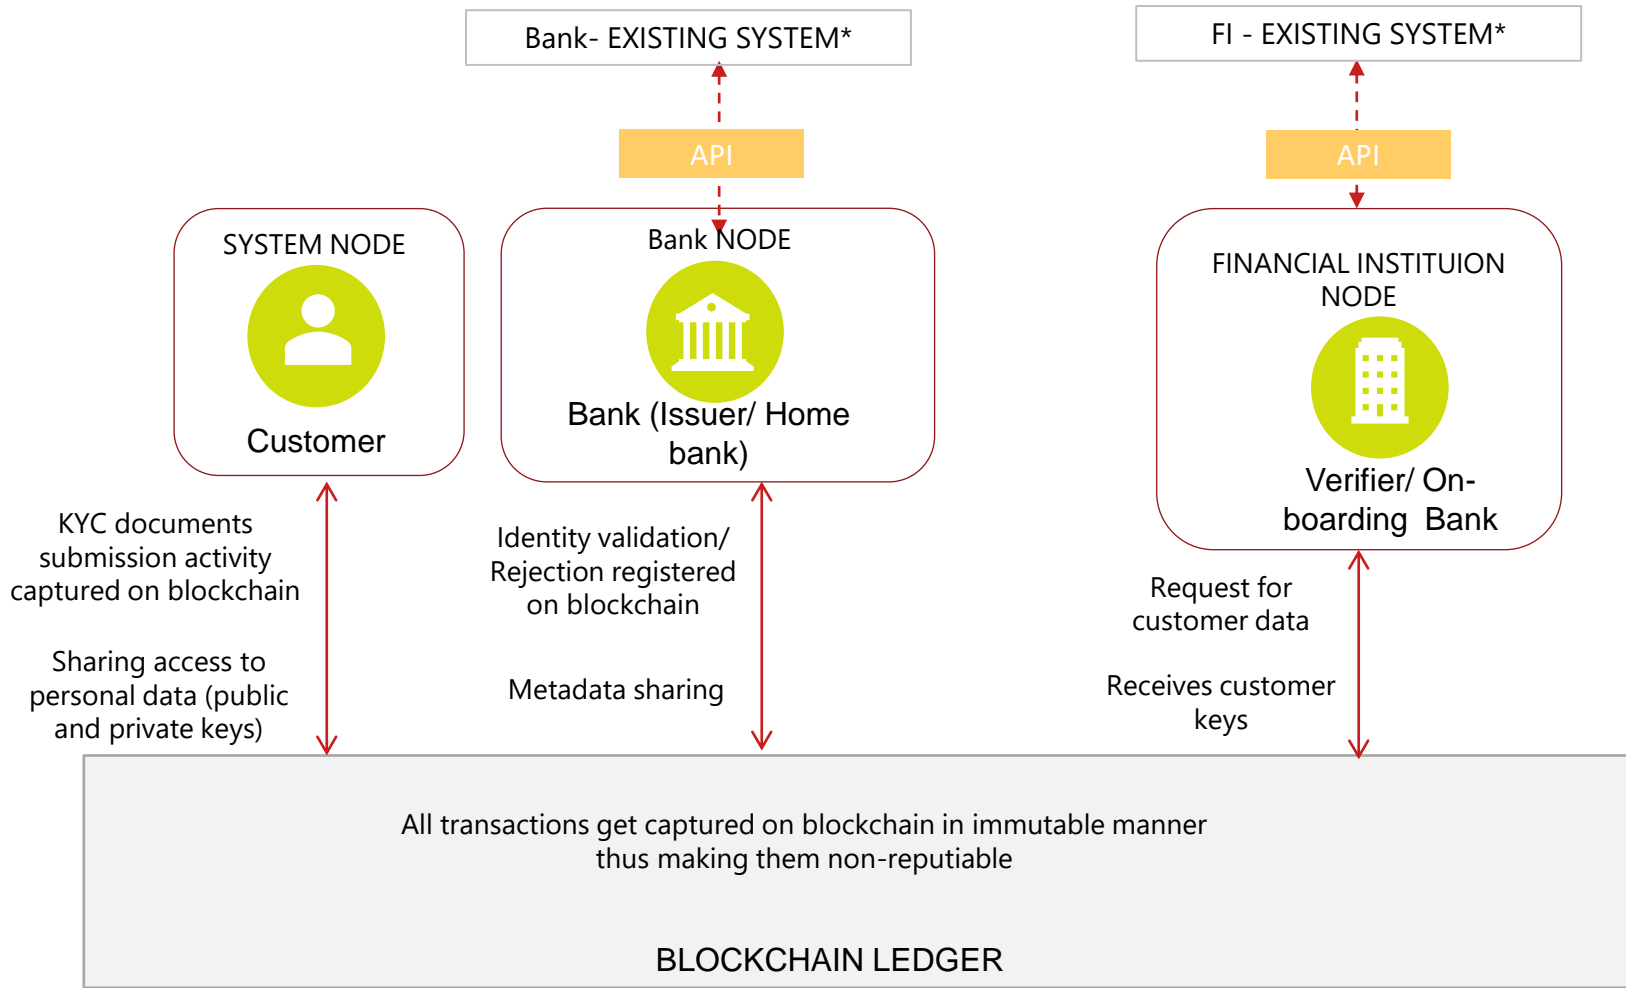 Bank- EXISTING SYSTEM*
FI - EXISTING SYSTEM*
API
API
SYSTEM NODE
Customer
Bank NODE
Bank (Issuer/ Home
bank)
FINANCIAL INSTITUION
NODE
Verifier/ On-
boarding Bank
KYC documents
submission activity
captured on blockchain
Sharing access to
personal data (public
and private keys)
Identity validation/
Rejection registered
on blockchain
Metadata sharing
Request for
customer data
Receives customer
keys
All transactions get captured on blockchain in immutable manner
thus making them non-reputiable
BLOCKCHAIN LEDGER